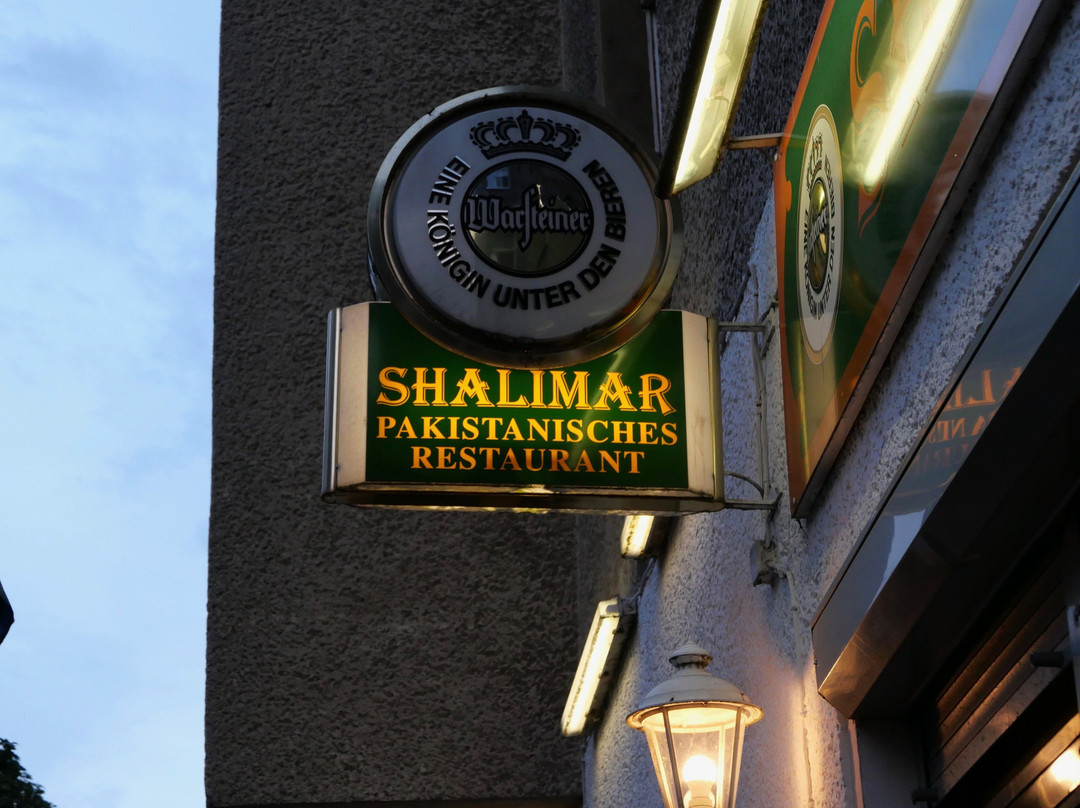 EINE KÖNIGIN UNTER DEN BIEREN
Warsteiner
SHALIMAR
PAKISTANISCHES
RESTAURANT